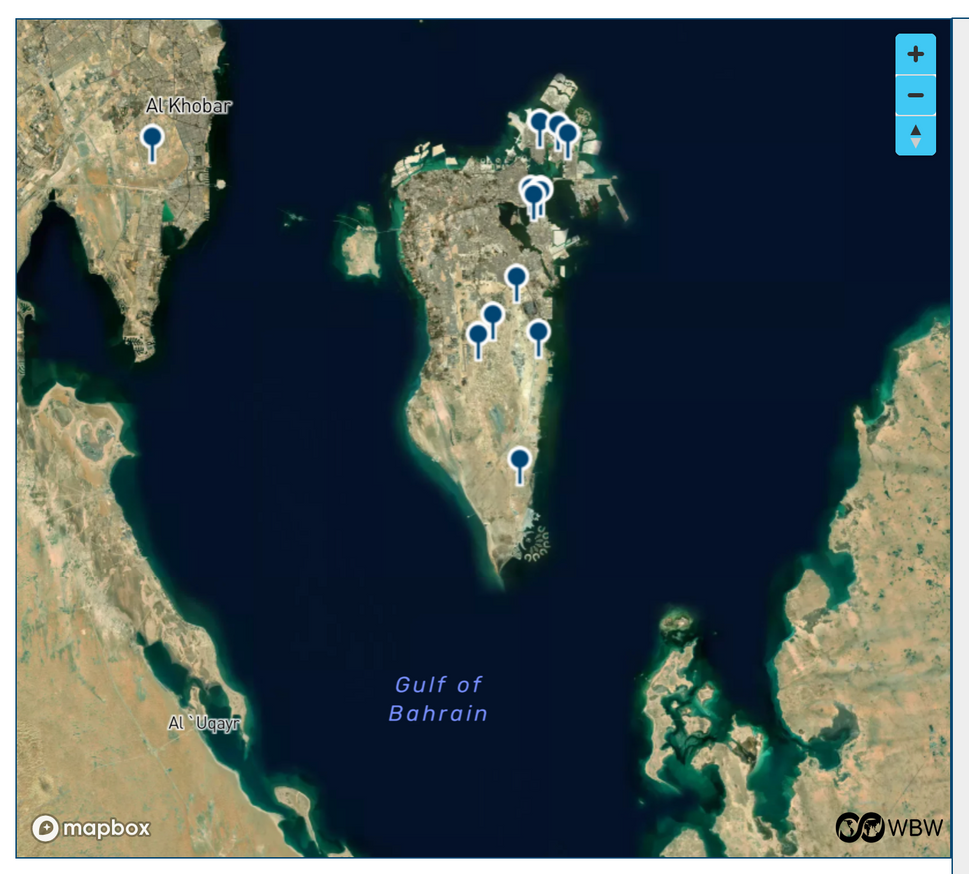 Al Khobar
Gulf of
Bahrain
Al `Uqayr
mapbox
WBW